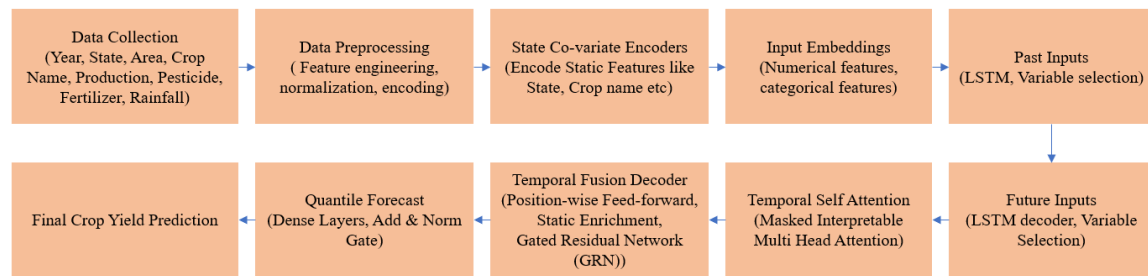 Data Collection
(Year, State, Area, Crop
Name, Production, Pesticide,
Fertilizer, Rainfall)
Data Preprocessing
( Feature engineering,
normalization, encoding)
State Co-variate Encoders
(Encode Static Features like
State, Crop name etc)
Input Embeddings
(Numerical features,
categorical features)
Past Inputs
(LSTM, Variable selection)
Future Inputs
(LSTM decoder, Variable
Selection)
Temporal Self Attention
(Masked Interpretable
Multi Head Attention)
Temporal Fusion Decoder
(Position-wise Feed-forward,
Static Enrichment,
Gated Residual Network
(GRN))
Quantile Forecast
(Dense Layers, Add & Norm
Gate)
Final Crop Yield Prediction